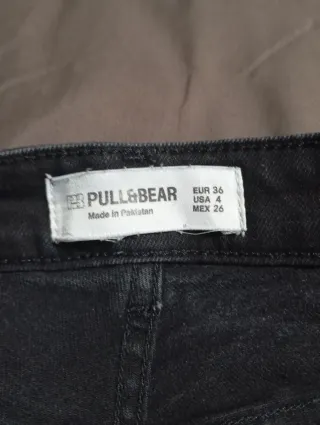 PULL&BEAR
Made in Pakistan
EUR 36
USA 4
MEX 26